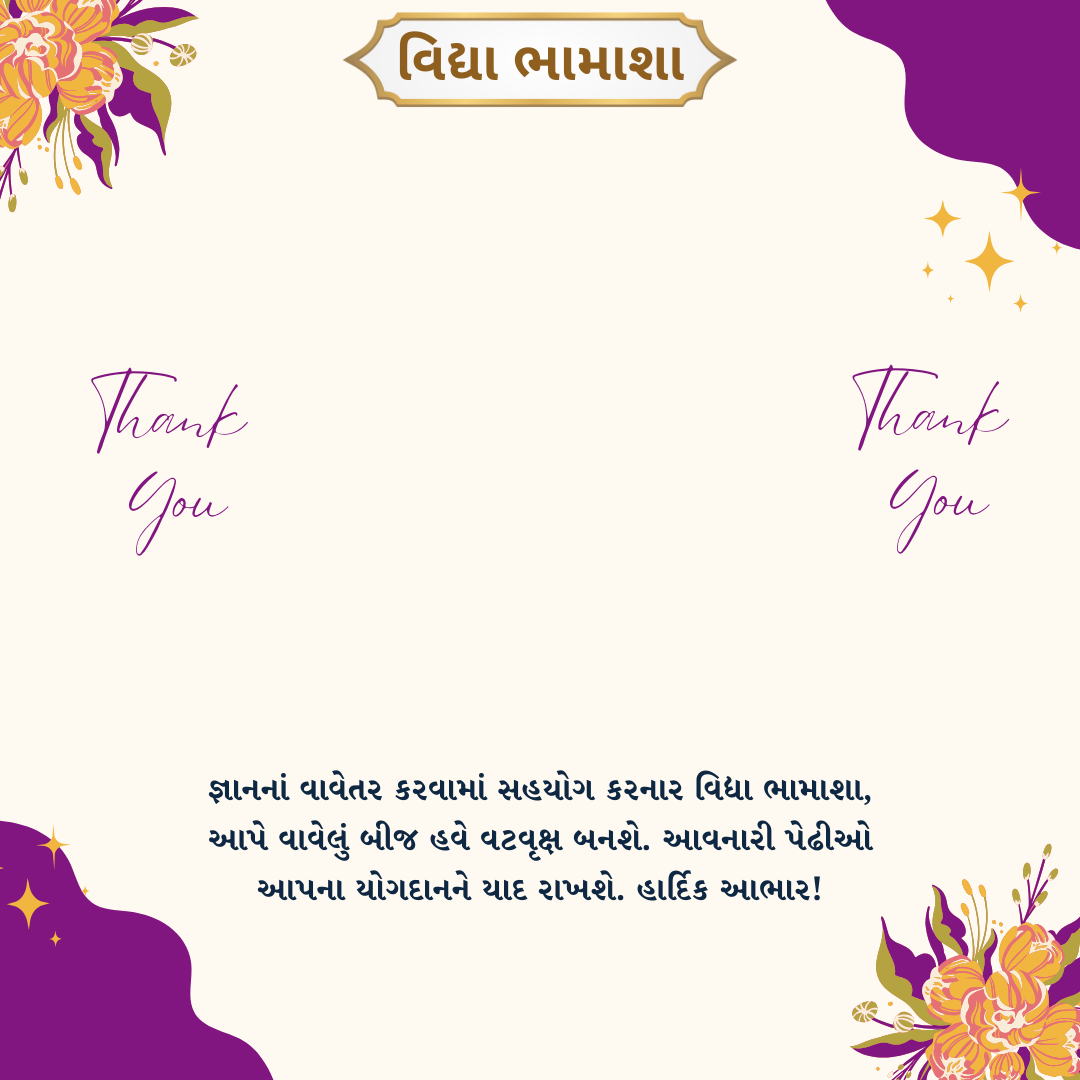 વિદ્યા ભામાશા
Thank
You
Thank
You
જ્ઞાનનાં વાવેતર કરવામાં સહયોગ કરનાર વિદ્યા ભામાશા,
આપે વાવેલું બીજ હવે વટવૃક્ષ બનશે. આવનારી પેઢીઓ
આપના યોગદાનને યાદ રાખશે. હાર્દિક આભાર!